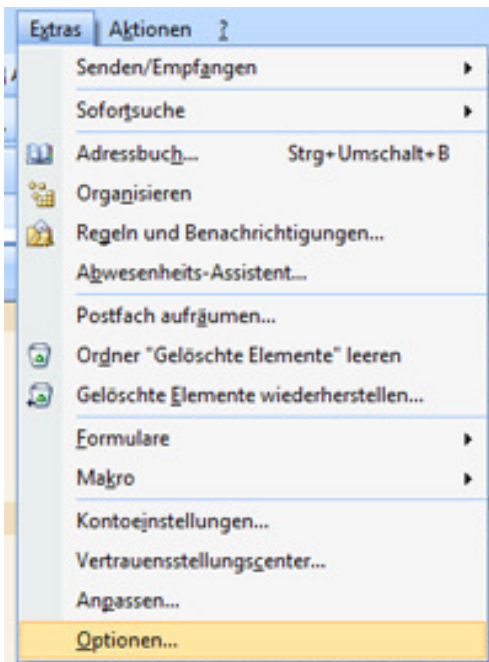 Extras Aktionen ?
Senden/Empfangen
Sofortsuche
Adressbuch... Strg+Umschalt+B
Organisieren
Regeln und Benachrichtigungen...
Abwesenheits-Assistent...
Postfach aufräumen...
Ordner "Gelöschte Elemente" leeren
Gelöschte Elemente wiederherstellen...
Formulare
Makro
Kontoeinstellungen...
Vertrauensstellungscenter...
Anpassen...
Optionen...